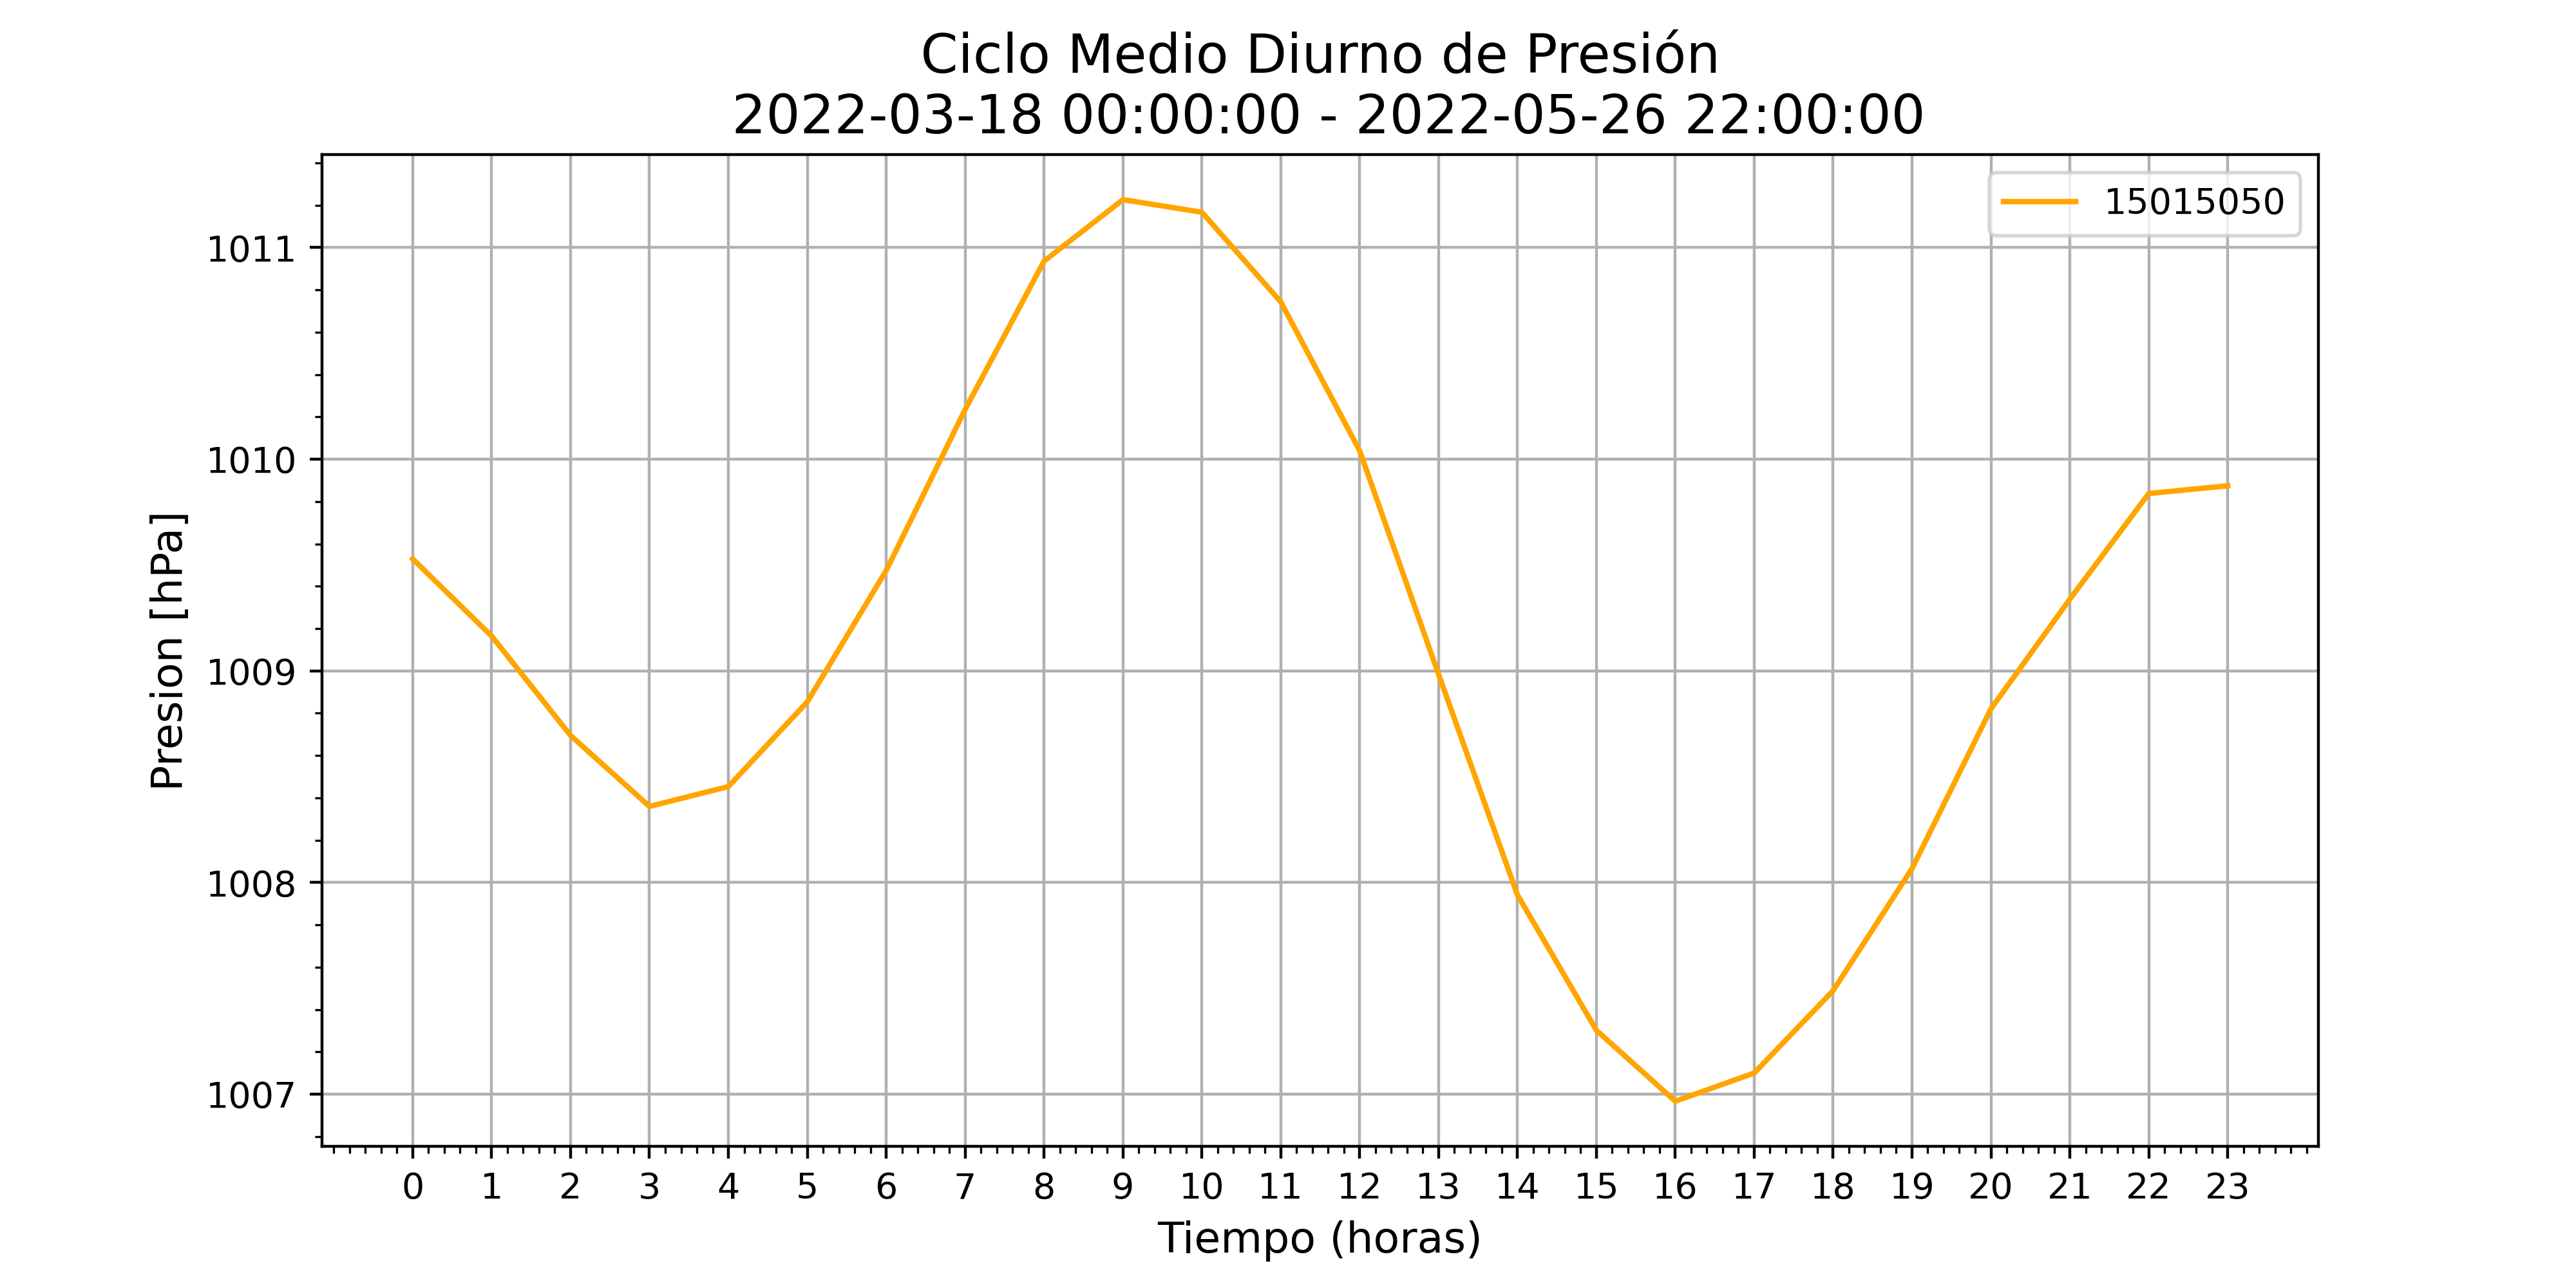 Ciclo Medio Diurno de Presión
2022-03-18 00:00:00 - 2022-05-26 22:00:00
15015050
1011
1010
1009
1008
1007
Presion [hPa]
0 1 2 3 4 5 6 7 8 9 10 11 12 13 14 15 16 17 18 19 20 21 22 23
Tiempo (horas)